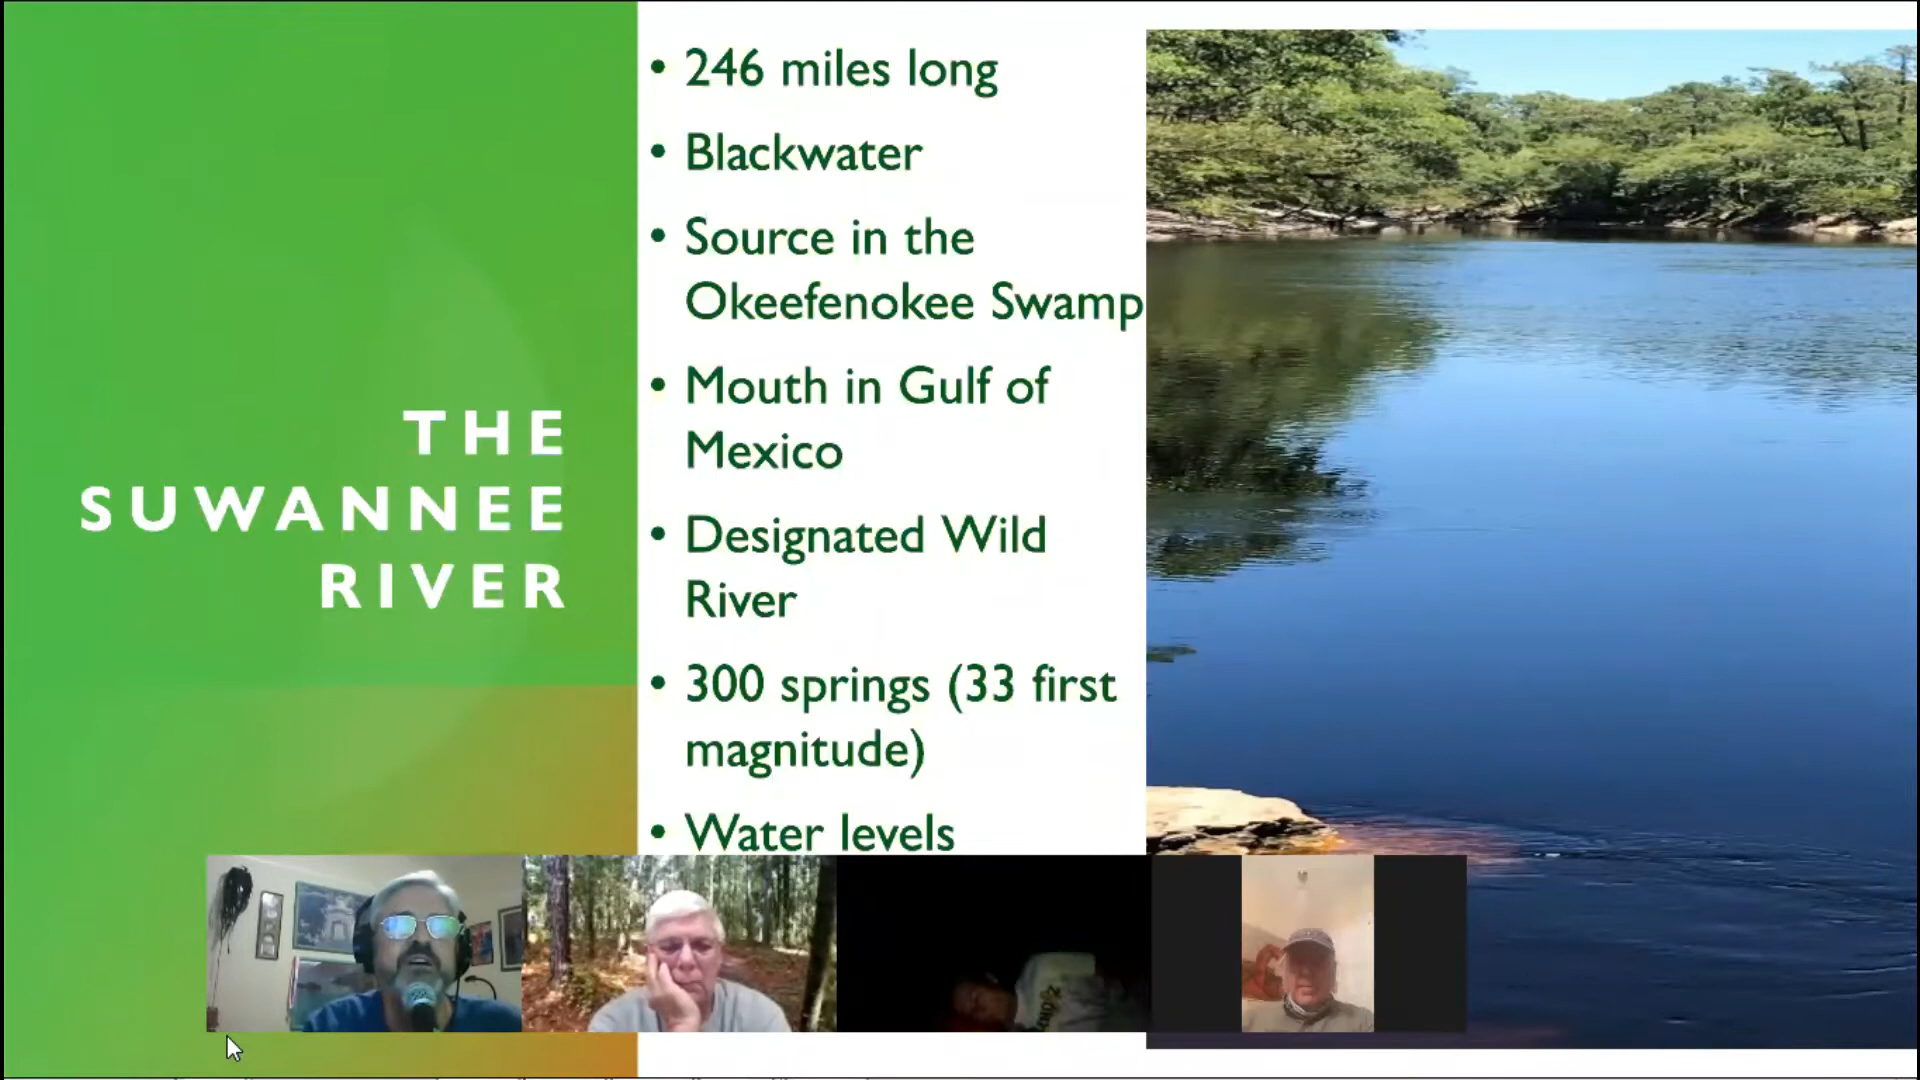 THE
SUWANNEE
RIVER
• 246 miles long
• Blackwater
• Source in the
Okeefenokee Swamp
• Mouth in Gulf of
Mexico
• Designated Wild
River
• 300 springs (33 first
magnitude)
• Water levels